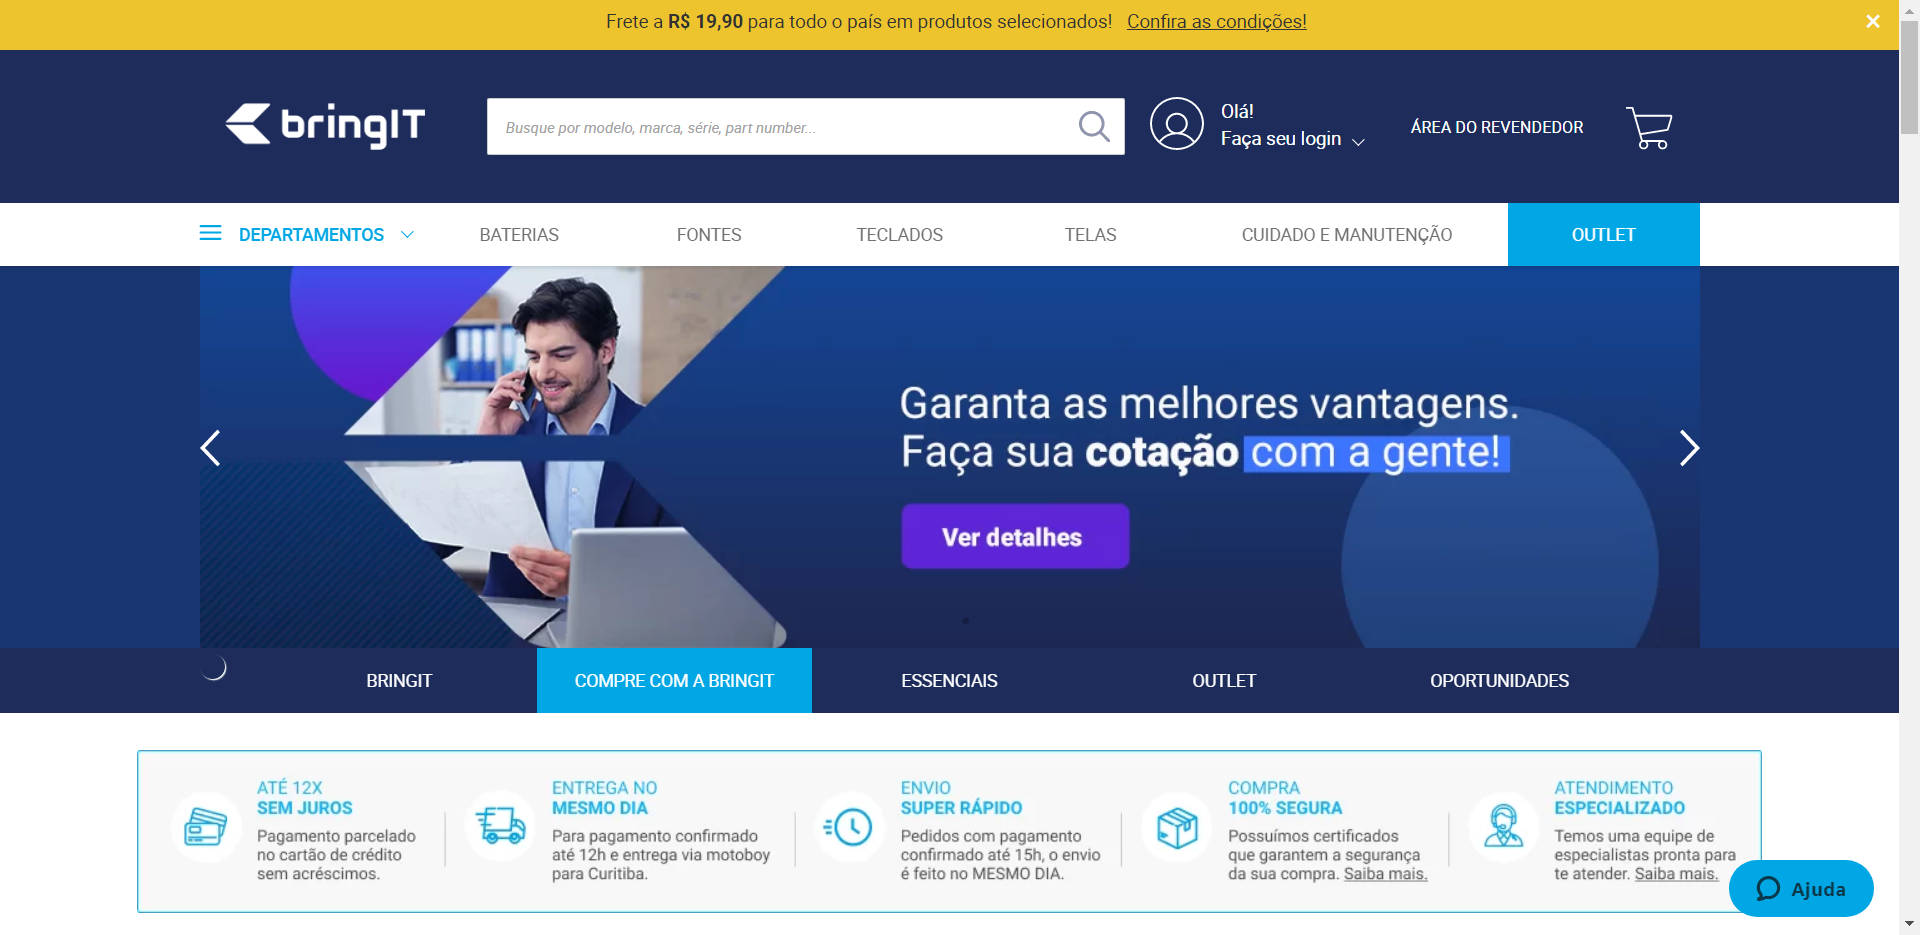 Frete a R$ 19,90 para todo o país em produtos selecionados! Confira as condições!
bringIT
Busque por modelo, marca, série, part number...
Olá!
Faça seu login
ÁREA DO REVENDEDOR
DEPARTAMENTOS
BATERIAS
FONTES
TECLADOS
TELAS
CUIDADO E MANUTENÇÃO
OUTLET
Garanta as melhores vantagens.
Faça sua cotação com a gente!
Ver detalhes
BRINGIT
COMPRE COM A BRINGIT
ESSENCIAIS
OUTLET
OPORTUNIDADES
ATÉ 12X
SEM JUROS
Pagamento parcelado
no cartão de crédito
sem acréscimos.
ENTREGA NO
MESMO DIA
Para pagamento confirmado
até 12h e entrega via motoboy
para Curitiba.
ENVIO
SUPER RÁPIDO
Pedidos com pagamento
confirmado até 15h, o envio
é feito no MESMO DIA.
COMPRA
100% SEGURA
Possuímos certificados
que garantem a segurança
da sua compra. Saiba mais.
ATENDIMENTO
ESPECIALIZADO
Temos uma equipe de
especialistas pronta para
te atender. Saiba mais.
Ajuda